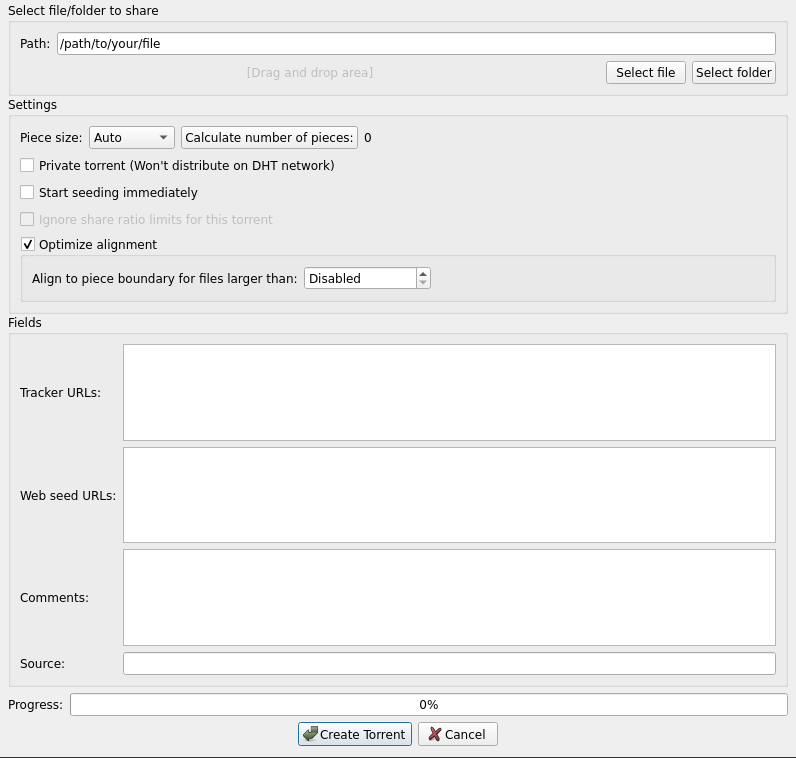 Select file/folder to share
Path: /path/to/your/file
[Drag and drop area] Select file Select folder
Settings
Piece size: Auto Calculate number of pieces: 0
Private torrent (Won't distribute on DHT network)
Start seeding immediately
Ignore share ratio limits for this torrent
Optimize alignment
Align to piece boundary for files larger than: Disabled
Fields
Tracker URLs:
Web seed URLs:
Comments:
Source:
Progress: 0%
Create Torrent Cancel